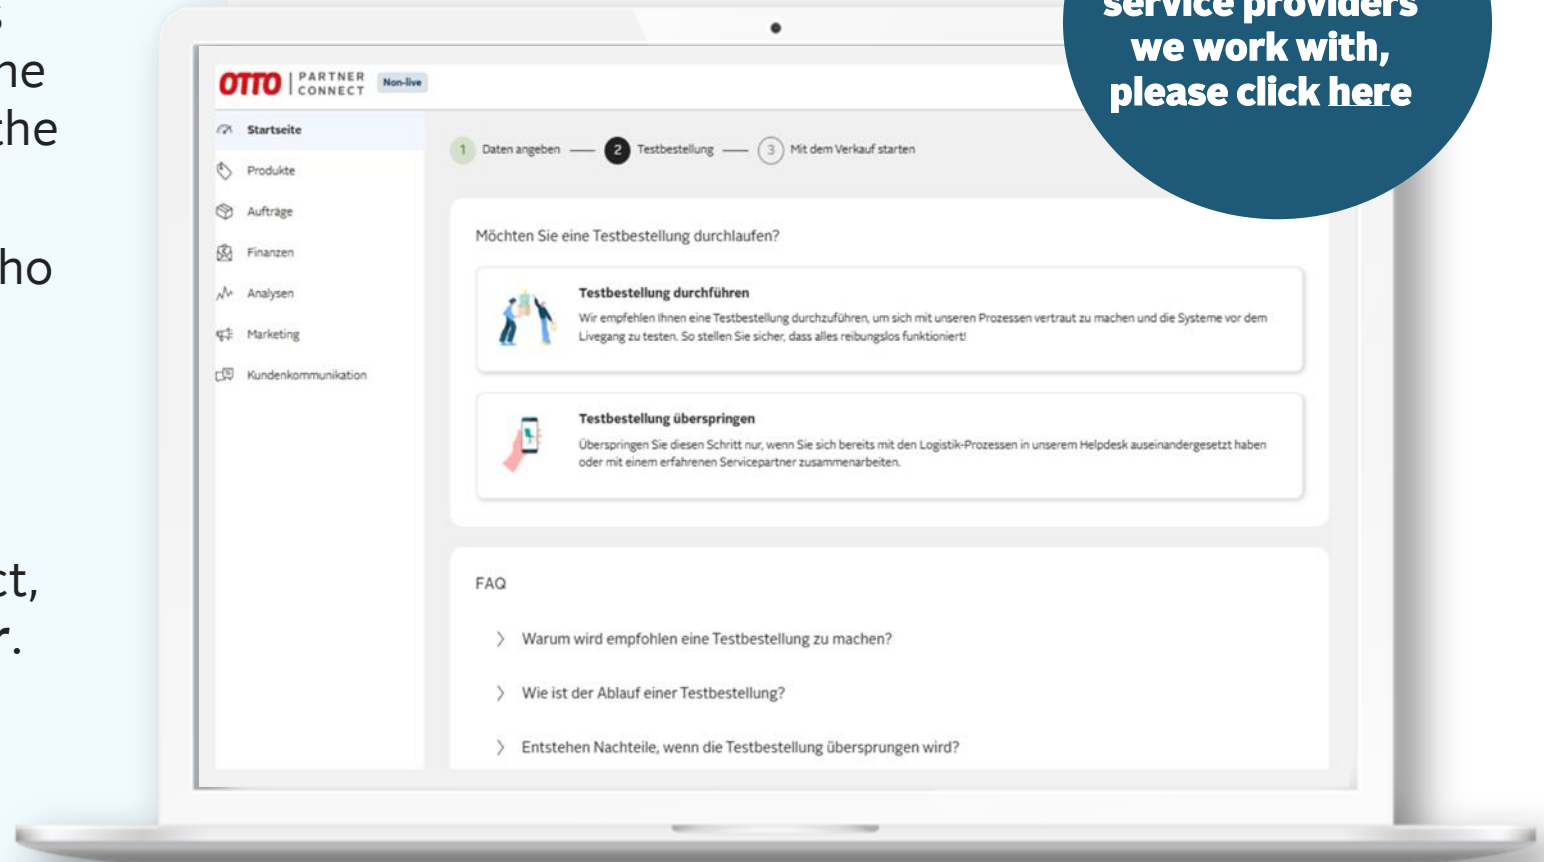 ne
the
ho
ct,
r.
service providers
we work with,
please click here
OTTO | PARTNER CONNECT Non-live
Startseite
Produkte
Aufträge
Finanzen
Analysen
Marketing
Kundenkommunikation
1 Daten angeben 2 Testbestellung 3 Mit dem Verkauf starten
Möchten Sie eine Testbestellung durchlaufen?
Testbestellung durchführen
Wir empfehlen Ihnen eine Testbestellung durchzuführen, um sich mit unseren Prozessen vertraut zu machen und die Systeme vor dem
Livegang zu testen. So stellen Sie sicher, dass alles reibungslos funktioniert!
Testbestellung überspringen
Überspringen Sie diesen Schritt nur, wenn Sie sich bereits mit den Logistik-Prozessen in unserem Helpdesk auseinandergesetzt haben
oder mit einem erfahrenen Servicepartner zusammenarbeiten.
FAQ
Warum wird empfohlen eine Testbestellung zu machen?
Wie ist der Ablauf einer Testbestellung?
Entstehen Nachteile, wenn die Testbestellung übersprungen wird?